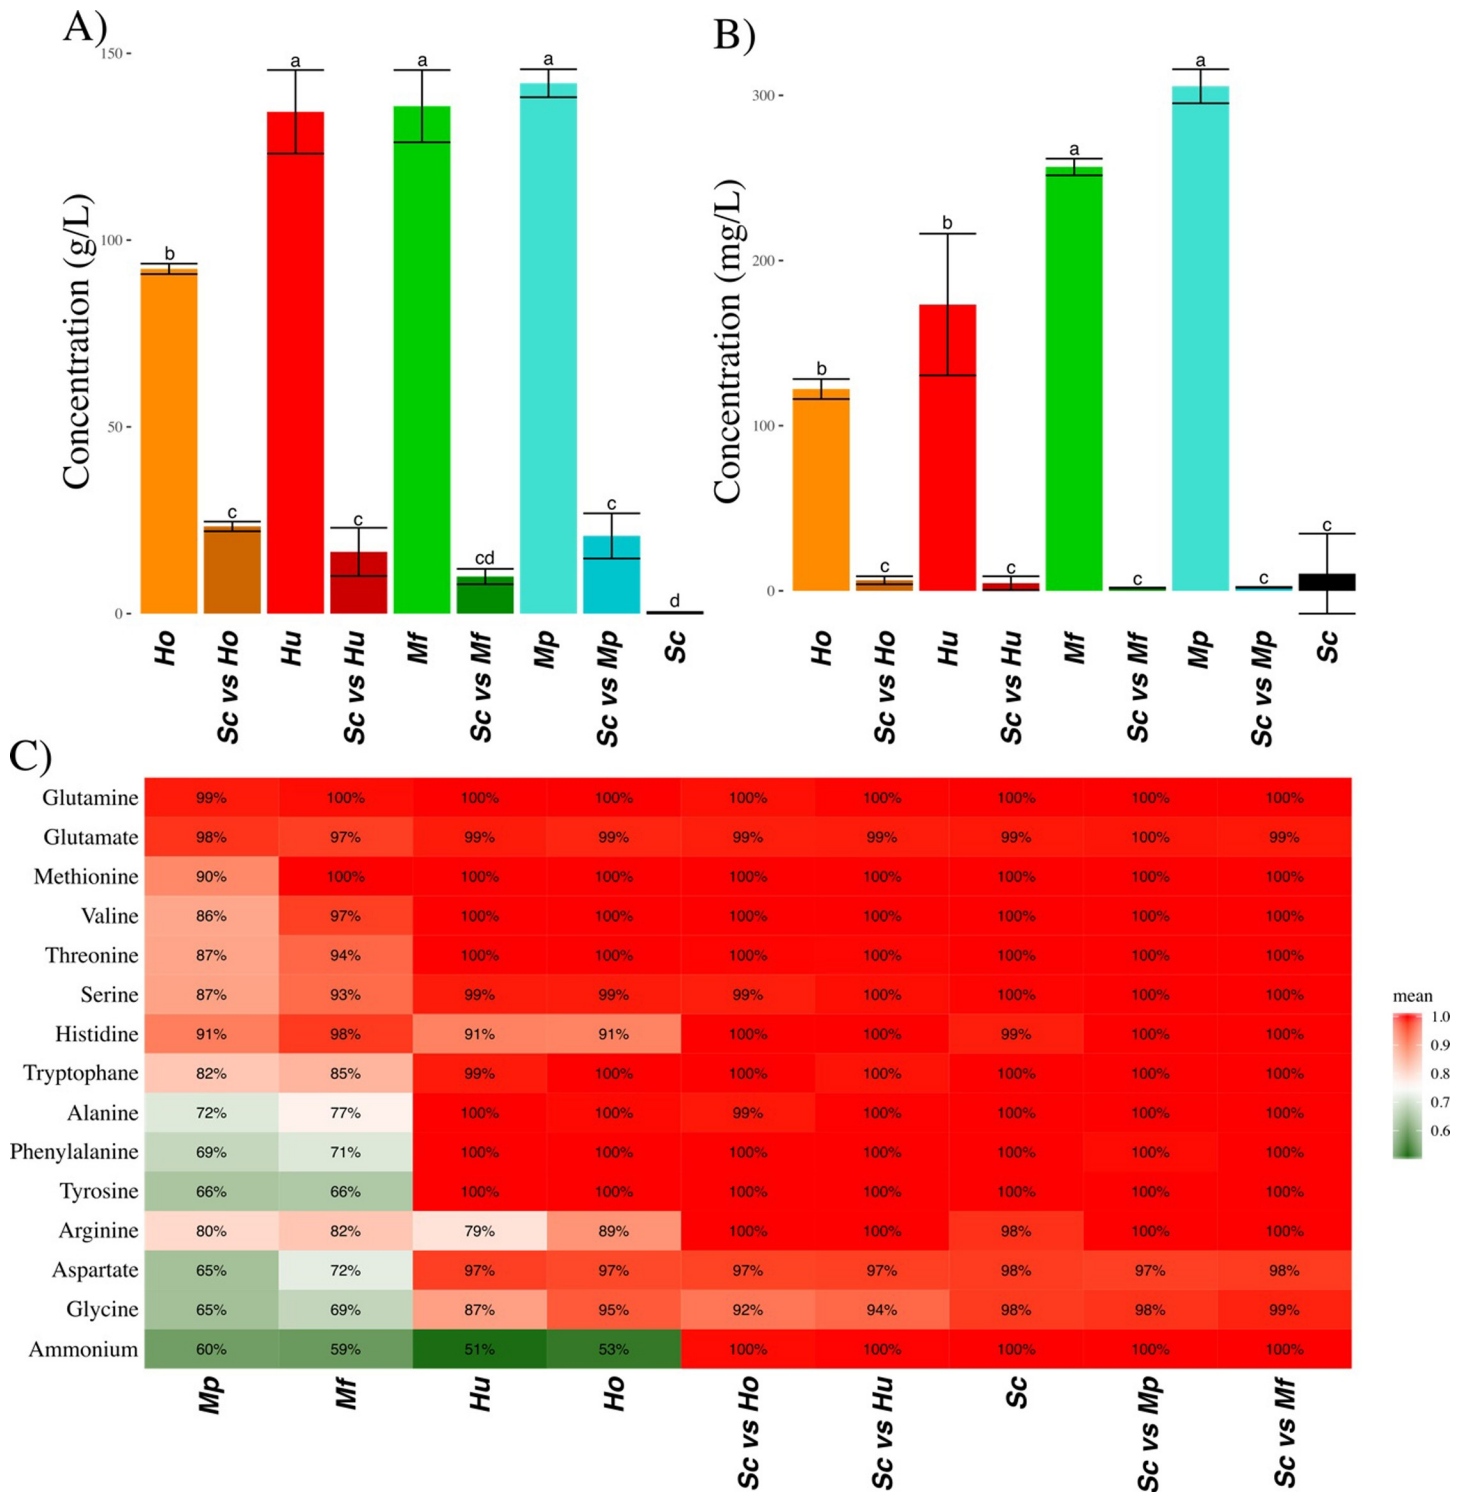 A)
150
100
50
0
Concentration (g/L)
b
c
a
c
a
cd
a
c
d
Ho
Sc vs Ho
Hu
Sc vs Hu
Mf
Sc vs Mf
Mp
Sc vs Mp
Sc
B)
300
200
100
0
Concentration (mg/L)
b
c
b
c
a
c
a
c
c
Ho
Sc vs Ho
Hu
Sc vs Hu
Mf
Sc vs Mf
Mp
Sc vs Mp
Sc
C)
Glutamine 99% 100% 100% 100% 100% 100% 100% 100% 100%
Glutamate 98% 97% 99% 99% 99% 99% 99% 100% 99%
Methionine 90% 100% 100% 100% 100% 100% 100% 100% 100%
Valine 86% 97% 100% 100% 100% 100% 100% 100% 100%
Threonine 87% 94% 100% 100% 100% 100% 100% 100% 100%
Serine 87% 93% 99% 99% 99% 100% 100% 100% 100%
Histidine 91% 98% 91% 91% 100% 100% 99% 100% 100%
Tryptophane 82% 85% 99% 100% 100% 100% 100% 100% 100%
Alanine 72% 77% 100% 100% 99% 100% 100% 100% 100%
Phenylalanine 69% 71% 100% 100% 100% 100% 100% 100% 100%
Tyrosine 66% 66% 100% 100% 100% 100% 100% 100% 100%
Arginine 80% 82% 79% 89% 100% 100% 98% 100% 100%
Aspartate 65% 72% 97% 97% 97% 97% 98% 97% 98%
Glycine 65% 69% 87% 95% 92% 94% 98% 98% 99%
Ammonium 60% 59% 51% 53% 100% 100% 100% 100% 100%
Mp
Mf
Hu
Ho
Sc vs Ho
Sc vs Hu
Sc
Sc vs Mp
Sc vs Mf
mean
1.0
0.9
0.8
0.7
0.6